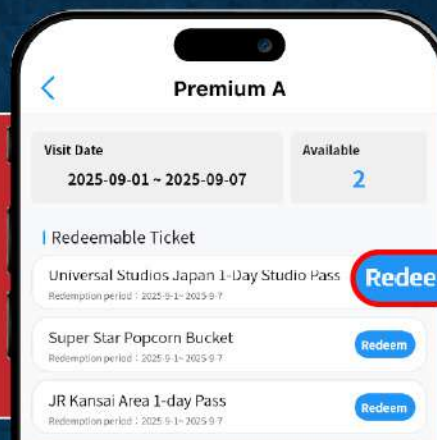 Premium A
Visit Date
Available
2025-09-01 ~ 2025-09-07
2
Redeemable Ticket
Universal Studios Japan 1-Day Studio Pass
Redee
Redemption period : 2025-9-1~2025-9-7
Super Star Popcorn Bucket
Redeem
Redemption period : 2025-9-1~2025-9-7
JR Kansai Area 1-day Pass
Redeem
Redemption period : 2025-9-1~2025-9-7